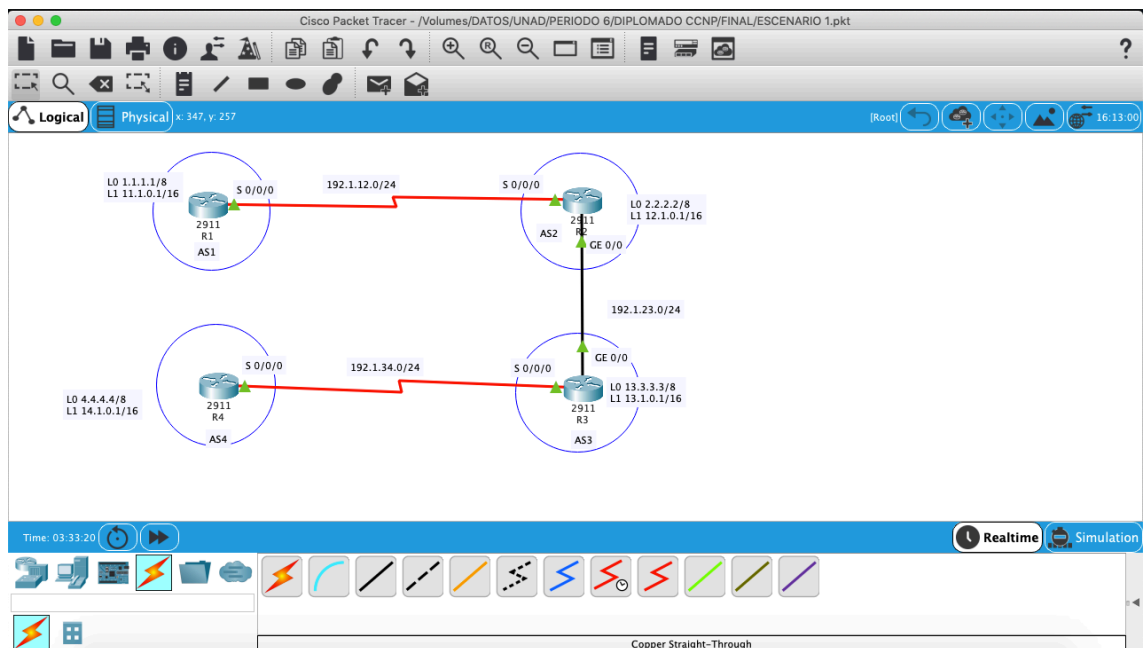 Cisco Packet Tracer - /Volumes/DATOS/UNAD/PERIODO 6/DIPLOMADO CCNP/FINAL/ESCENARIO 1.pkt
R
?
Logical
Physical
x: 347, y: 257
[Root]
16:13:00
L0 1.1.1.1/8
L1 11.1.0.1/16
S 0/0/0
2911
R1
AS1
192.1.12.0/24
S 0/0/0
2911
R2
AS2
L0 2.2.2.2/8
L1 12.1.0.1/16
GE 0/0
192.1.23.0/24
L0 4.4.4.4/8
L1 14.1.0.1/16
S 0/0/0
2911
R4
AS4
192.1.34.0/24
S 0/0/0
GE 0/0
L0 13.3.3.3/8
L1 13.1.0.1/16
2911
R3
AS3
Time: 03:33:20
Realtime
Simulation
Copper Straight-Through